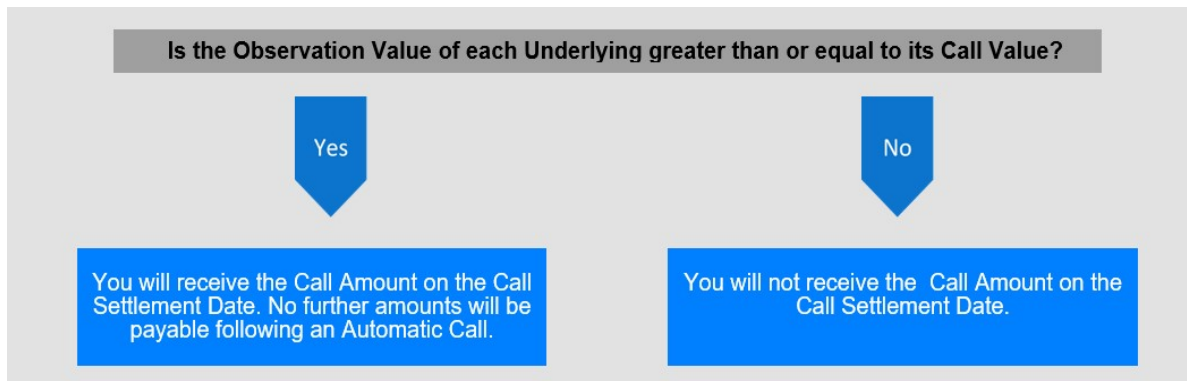 Is the Observation Value of each Underlying greater than or equal to its Call Value?
Yes
No
You will receive the Call Amount on the Call
Settlement Date. No further amounts will be
payable following an Automatic Call.
You will not receive the Call Amount on the
Call Settlement Date.